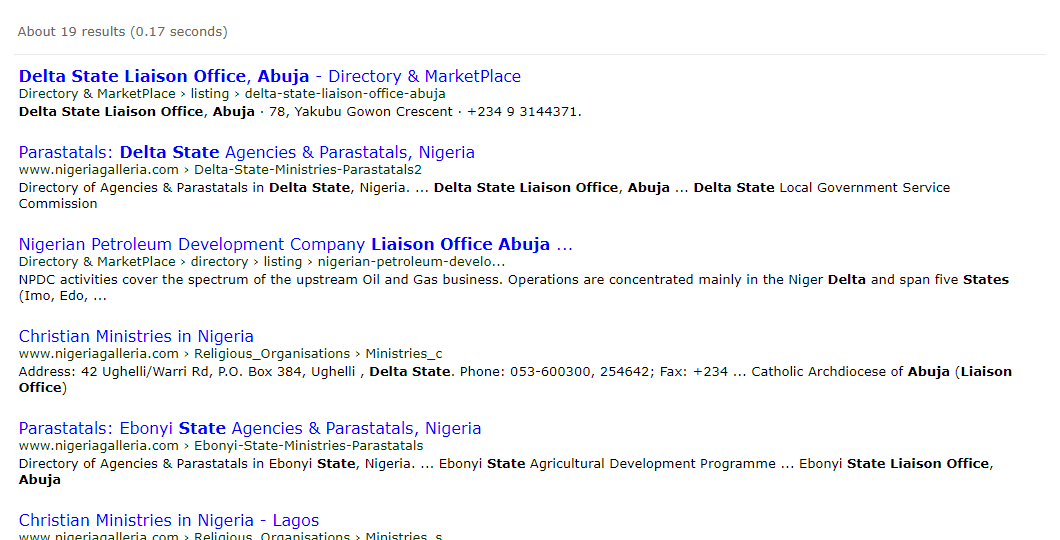 About 19 results (0.17 seconds)
Delta State Liaison Office, Abuja - Directory & MarketPlace
Directory & MarketPlace › listing › delta-state-liaison-office-abuja
Delta State Liaison Office, Abuja · 78, Yakubu Gowon Crescent · +234 9 3144371.
Parastatals: Delta State Agencies & Parastatals, Nigeria
www.nigeriagalleria.com › Delta-State-Ministries-Parastatals2
Directory of Agencies & Parastatals in Delta State, Nigeria. ... Delta State Liaison Office, Abuja ... Delta State Local Government Service
Commission
Nigerian Petroleum Development Company Liaison Office Abuja ...
Directory & MarketPlace › directory › listing › nigerian-petroleum-develo...
NPDC activities cover the spectrum of the upstream Oil and Gas business. Operations are concentrated mainly in the Niger Delta and span five States
(Imo, Edo, ...
Christian Ministries in Nigeria
www.nigeriagalleria.com › Religious_Organisations › Ministries_c
Address: 42 Ughelli/Warri Rd, P.O. Box 384, Ughelli , Delta State. Phone: 053-600300, 254642; Fax: +234 ... Catholic Archdiocese of Abuja (Liaison
Office)
Parastatals: Ebonyi State Agencies & Parastatals, Nigeria
www.nigeriagalleria.com › Ebonyi-State-Ministries-Parastatals
Directory of Agencies & Parastatals in Ebonyi State, Nigeria. ... Ebonyi State Agricultural Development Programme ... Ebonyi State Liaison Office,
Abuja
Christian Ministries in Nigeria - Lagos
www.nigeriagalleria.com › Religious_Organisations › Ministries_s